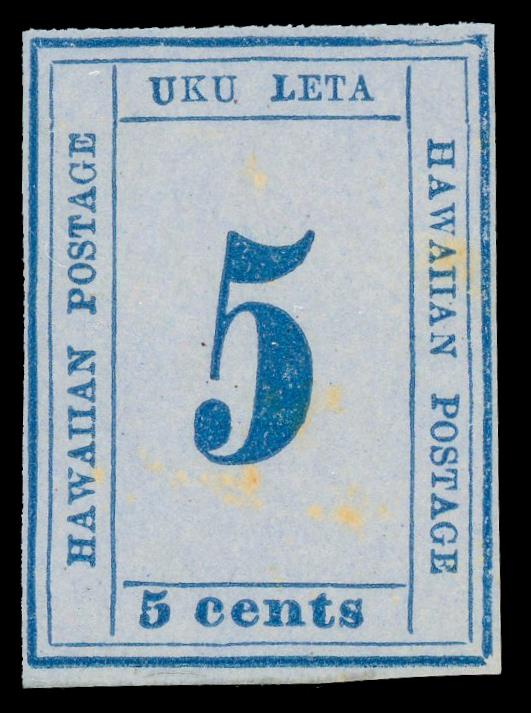 UKU LETA
HAWAIIAN POSTAGE
5
HAWAIIAN POSTAGE
5 cents